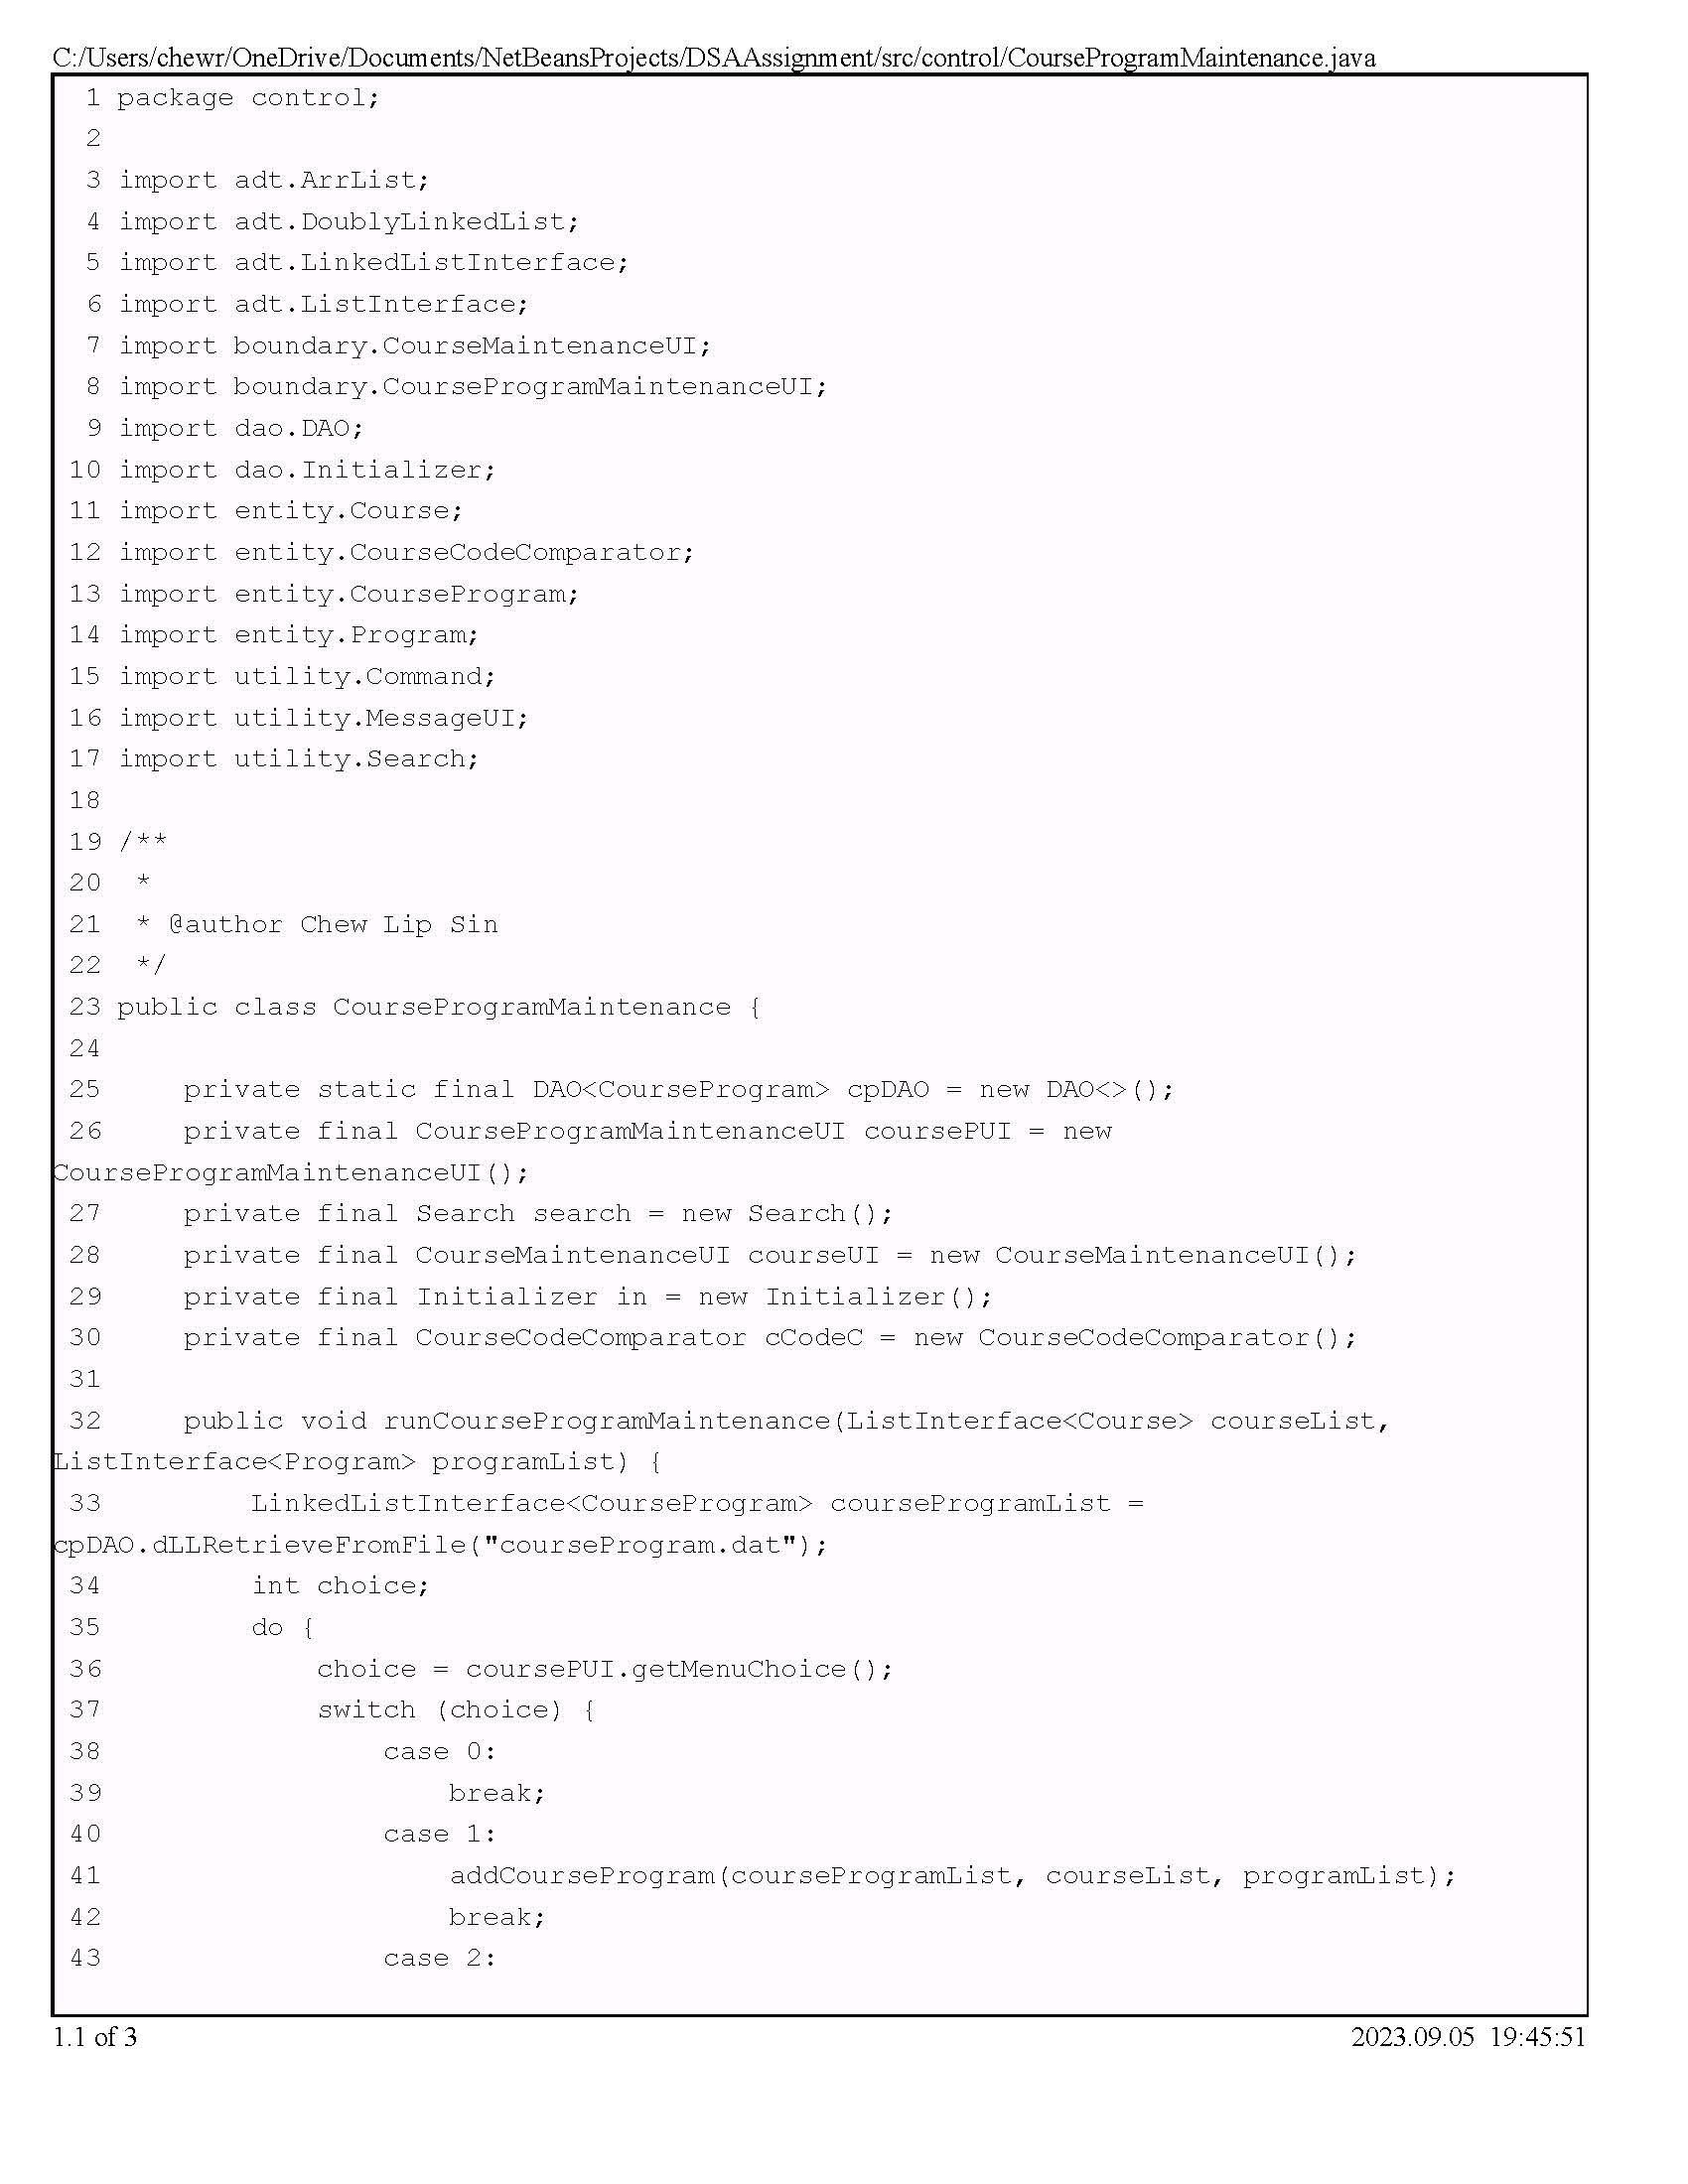 C:/Users/chewr/OneDrive/Documents/NetBeansProjects/DSAAssignment/src/control/CourseProgramMaintenance.java
1 package control;
2
3 import adt.ArrList;
4 import adt.DoublyLinkedList;
5 import adt.LinkedListInterface;
6 import adt.ListInterface;
7 import boundary.CourseMaintenanceUI;
8 import boundary.CourseProgramMaintenanceUI;
9 import dao.DAO;
10 import dao.Initializer;
11 import entity.Course;
12 import entity.CourseCodeComparator;
13 import entity.CourseProgram;
14 import entity.Program;
15 import utility.Command;
16 import utility.MessageUI;
17 import utility.Search;
18
19 /**
20  *
21  * @author Chew Lip Sin
22  */
23 public class CourseProgramMaintenance {
24
25     private static final DAO<CourseProgram> cpDAO = new DAO<>();
26     private final CourseProgramMaintenanceUI coursePUI = new
CourseProgramMaintenanceUI();
27     private final Search search = new Search();
28     private final CourseMaintenanceUI courseUI = new CourseMaintenanceUI();
29     private final Initializer in = new Initializer();
30     private final CourseCodeComparator cCodeC = new CourseCodeComparator();
31
32     public void runCourseProgramMaintenance(ListInterface<Course> courseList,
ListInterface<Program> programList) {
33         LinkedListInterface<CourseProgram> courseProgramList =
cpDAO.dLLRetrieveFromFile("courseProgram.dat");
34         int choice;
35         do {
36             choice = coursePUI.getMenuChoice();
37             switch (choice) {
38                 case 0:
39                     break;
40                 case 1:
41                     addCourseProgram(courseProgramList, courseList, programList);
42                     break;
43                 case 2:
1.1 of 3
2023.09.05 19:45:51